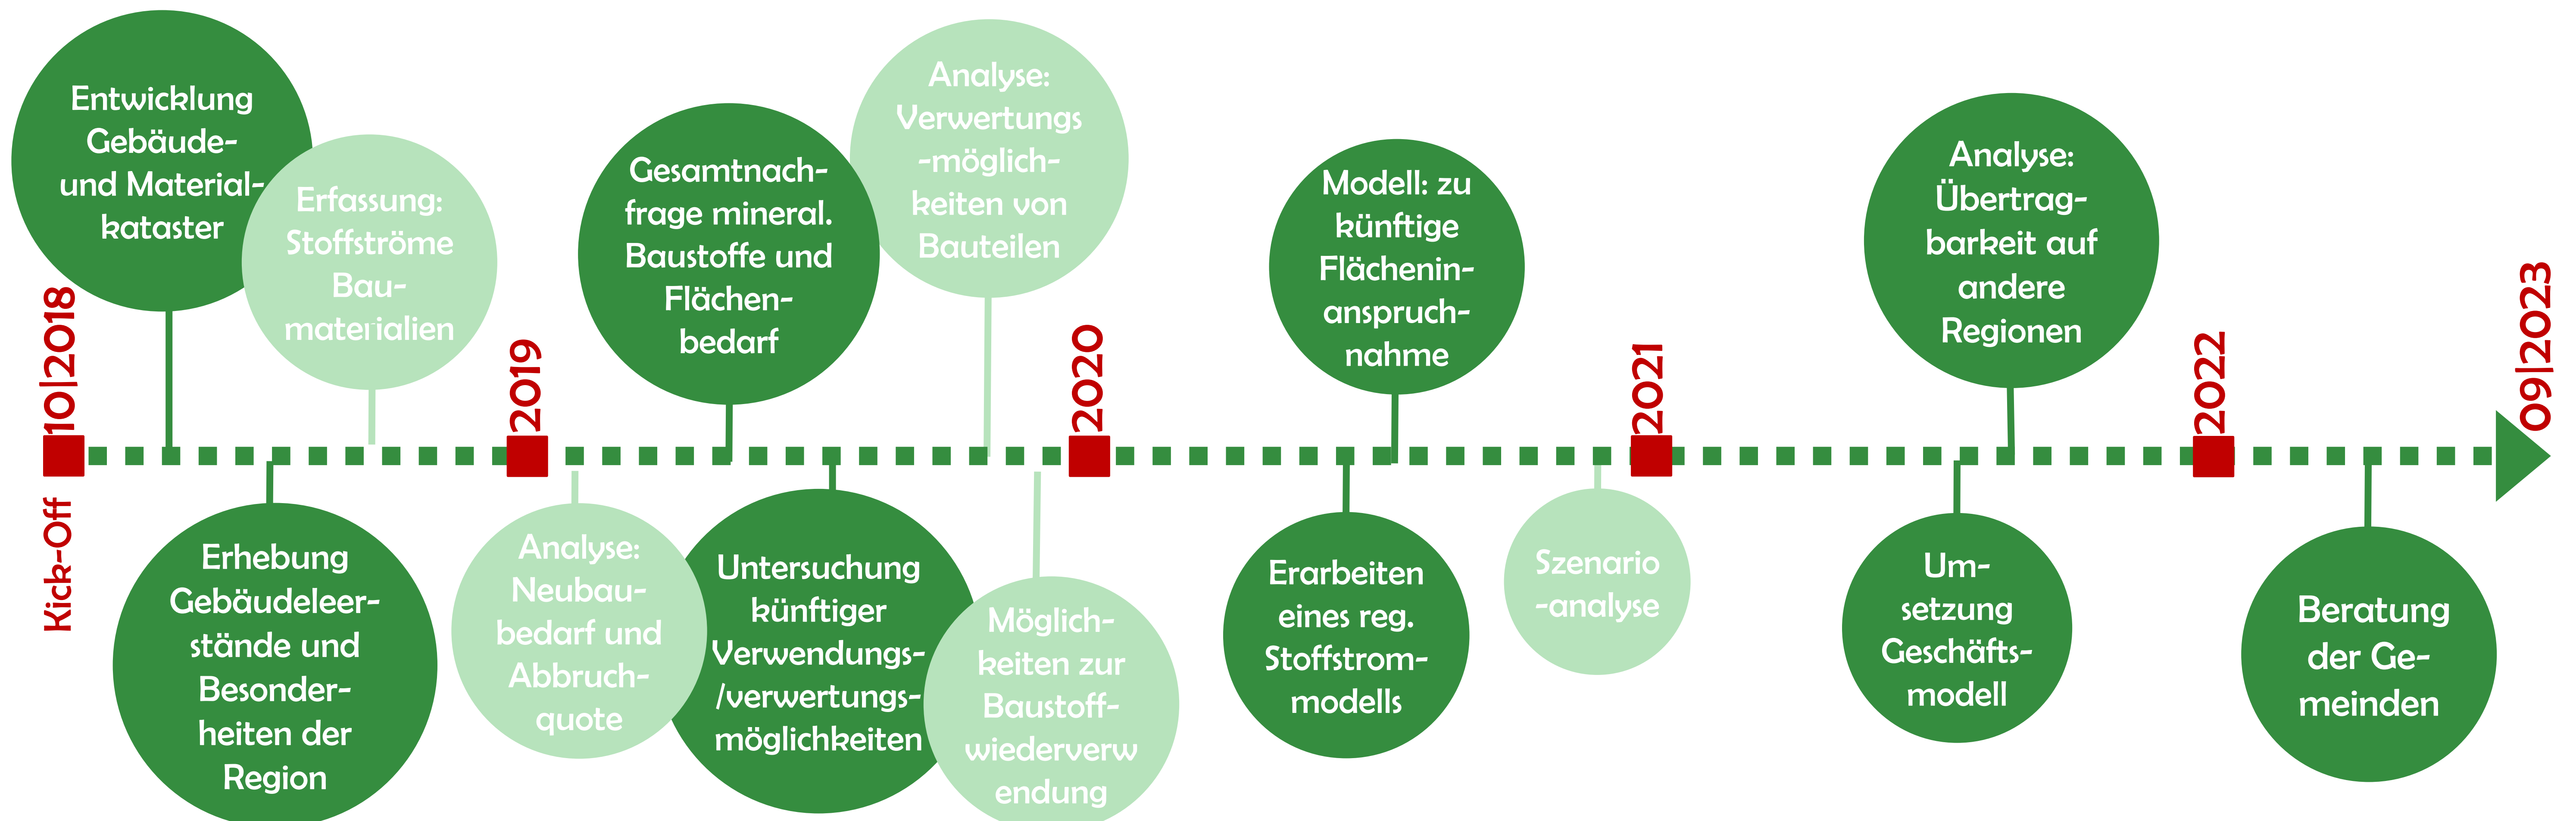 Entwicklung
Gebäude-
und Material-
kataster
Erfassung:
Stoffströme
Bau-
materialien
Gesamtnach-
frage mineral.
Baustoffe und
Flächen-
bedarf
Analyse:
Verwertungs
-möglich-
keiten von
Bauteilen
Modell: zu
künftige
Flächenin-
anspruch-
nahme
Analyse:
Übertrag-
barkeit auf
andere
Regionen
10|2018
2019
2020
2021
2022
09|2023
Kick-Off
Erhebung
Gebäudeleer-
stände und
Besonder-
heiten der
Region
Analyse:
Neubau-
bedarf und
Abbruch-
quote
Untersuchung
künftiger
Verwendungs-
/verwertungs-
möglichkeiten
Möglich-
keiten zur
Baustoff-
wiederverw
endung
Erarbeiten
eines reg.
Stoffstrom-
modells
Szenario
-analyse
Um-
setzung
Geschäfts-
modell
Beratung
der Ge-
meinden